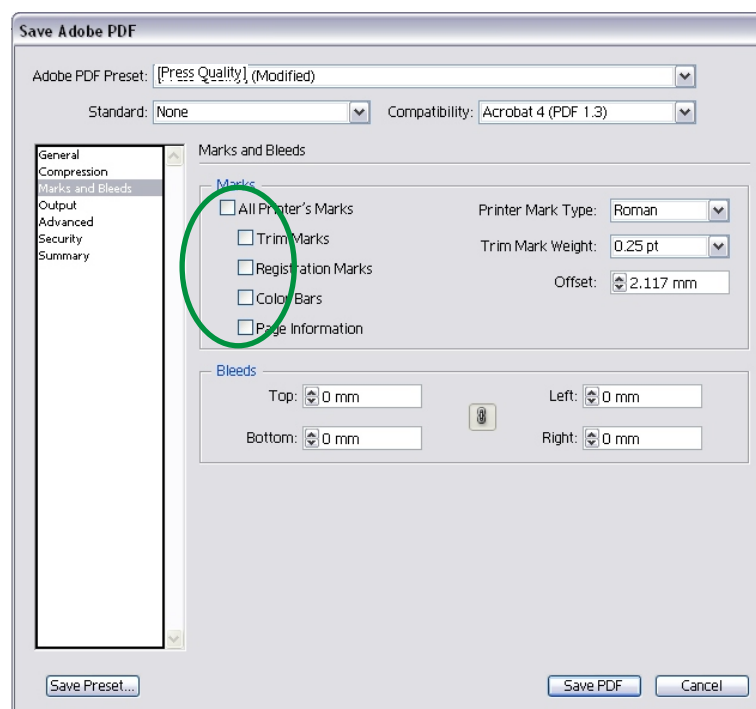 Save Adobe PDF
Adobe PDF Preset: [Press Quality] (Modified)
Standard: None Compatibility: Acrobat 4 (PDF 1.3)
General
Compression
Marks and Bleeds
Output
Advanced
Security
Summary
Marks and Bleeds
Marks
All Printer's Marks
Trim Marks
Registration Marks
Color Bars
Page Information
Printer Mark Type: Roman
Trim Mark Weight: 0.25 pt
Offset: 2.117 mm
Bleeds
Top: 0 mm Left: 0 mm
Bottom: 0 mm Right: 0 mm
Save Preset... Save PDF Cancel